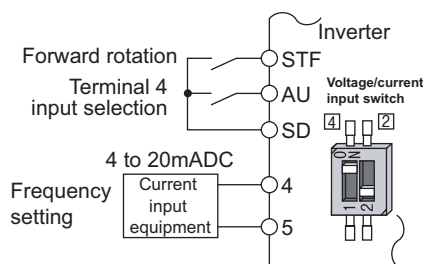 Inverter
Forward rotation
STF
Terminal 4
input selection
AU
SD
Voltage/current
input switch
4
2
ON
1 2
4 to 20mADC
Frequency
setting
Current
input
equipment
4
5